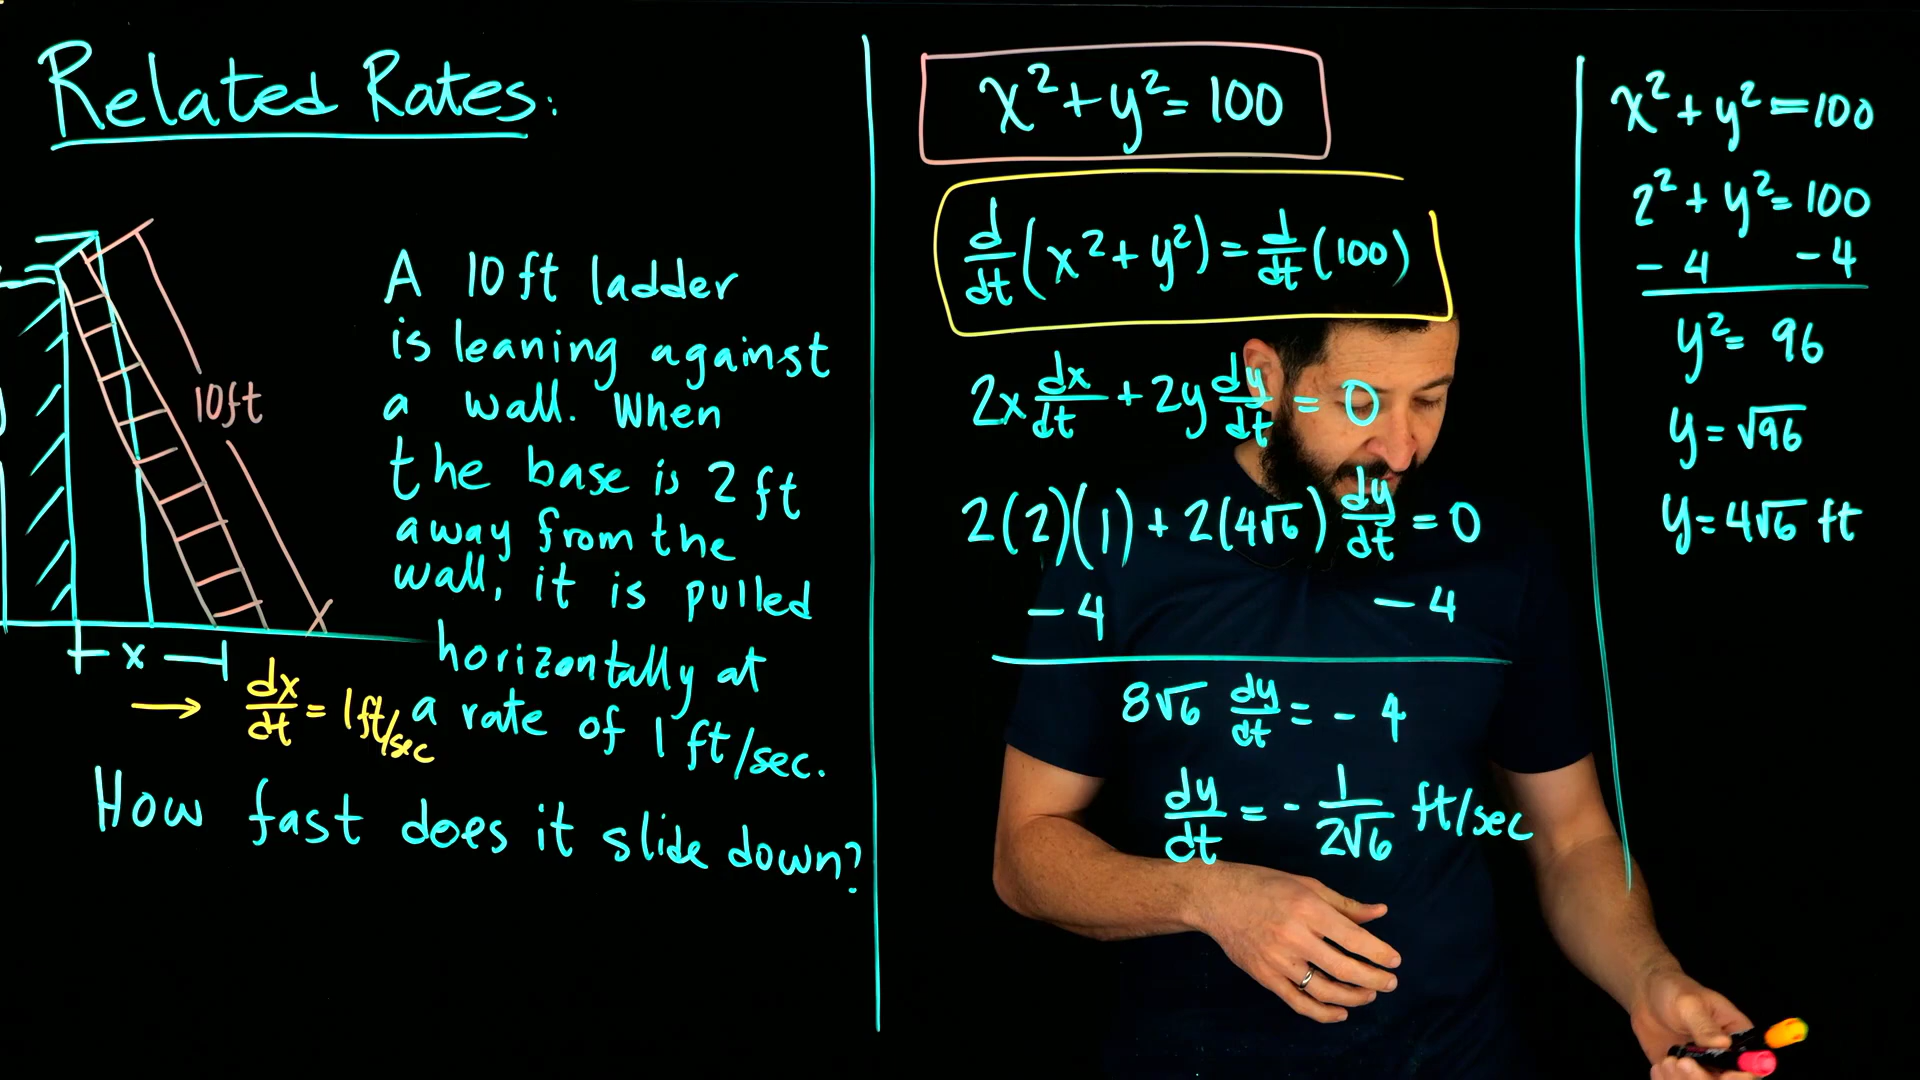 Related Rates:
10ft
A 10ft ladder
is leaning against
a wall. When
the base is 2 ft
away from the
wall, it is pulled
horizontally at
a rate of 1 ft/sec.
x
→ dx/dt = 1ft/sec
How fast does it slide down?
x² + y² = 100
d/dt (x² + y²) = d/dt (100)
2x dx/dt + 2y dy/dt = 0
2(2)(1) + 2(4√6) dy/dt = 0
- 4 - 4
8√6 dy/dt = - 4
dy/dt = - 1/2√6 ft/sec
x² + y² = 100
2² + y² = 100
- 4 - 4
y² = 96
y = √96
y = 4√6 ft